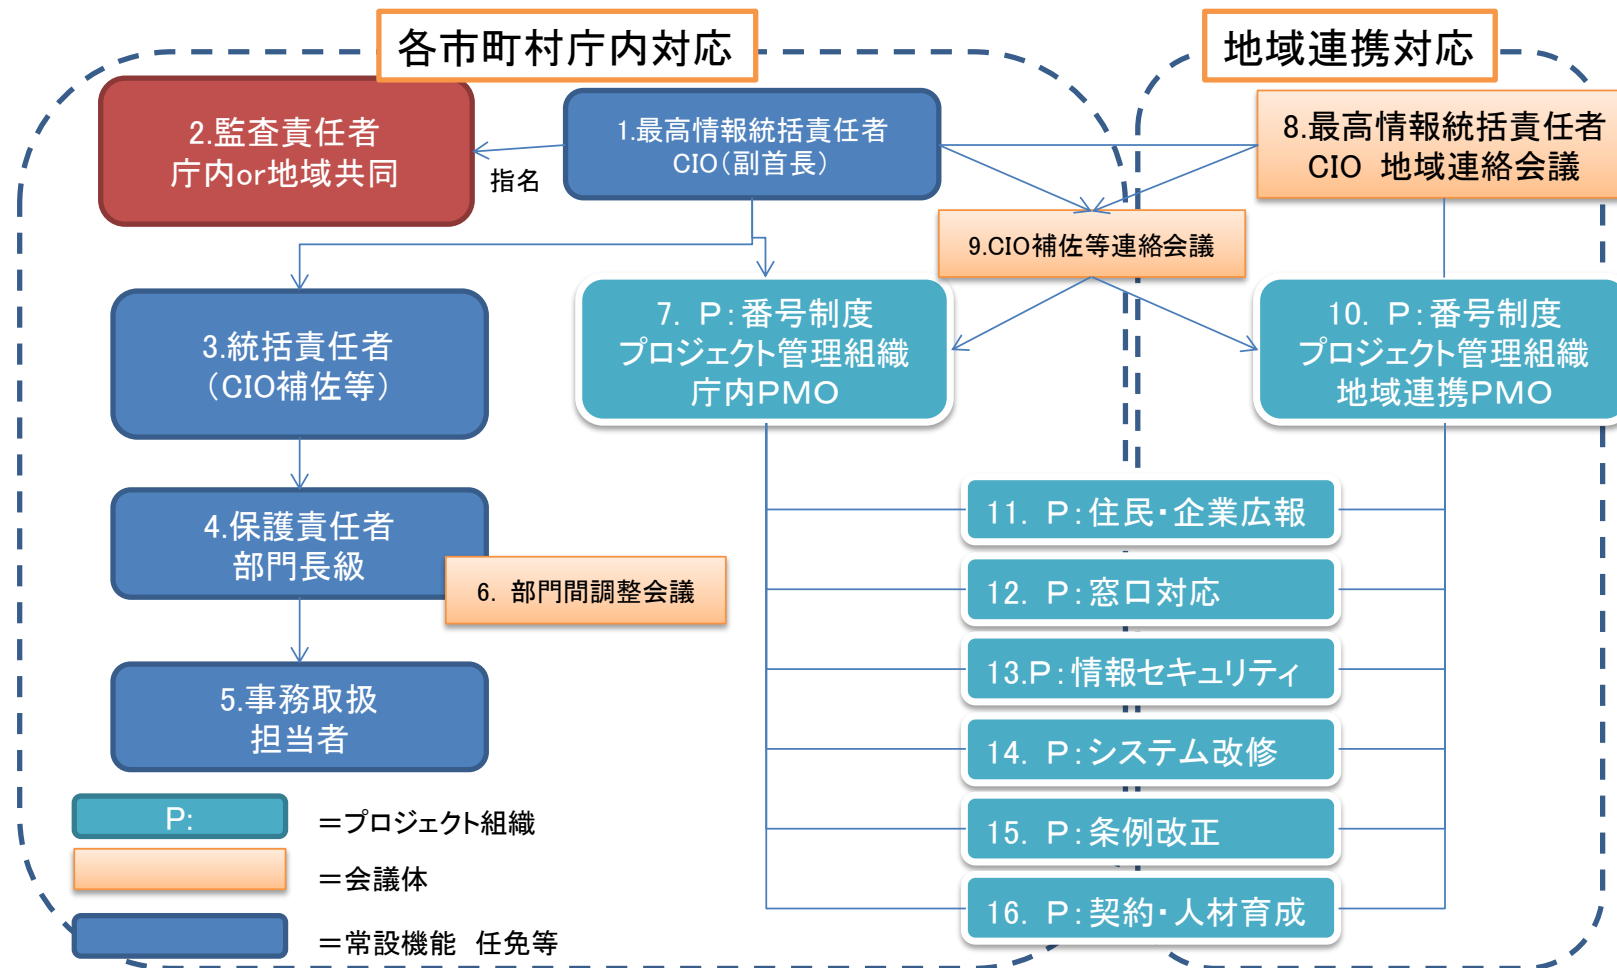 各市町村庁内対応
地域連携対応
2.監査責任者
庁内or地域共同
指名
1.最高情報統括責任者
CIO(副首長)
8.最高情報統括責任者
CIO 地域連絡会議
9.CIO補佐等連絡会議
3.統括責任者
(CIO補佐等)
7. P:番号制度
プロジェクト管理組織
庁内PMO
10. P:番号制度
プロジェクト管理組織
地域連携PMO
4.保護責任者
部門長級
6. 部門間調整会議
5.事務取扱
担当者
11. P:住民・企業広報
12. P:窓口対応
13.P:情報セキュリティ
14. P:システム改修
15. P:条例改正
16. P:契約・人材育成
P:
=プロジェクト組織
=会議体
=常設機能 任免等